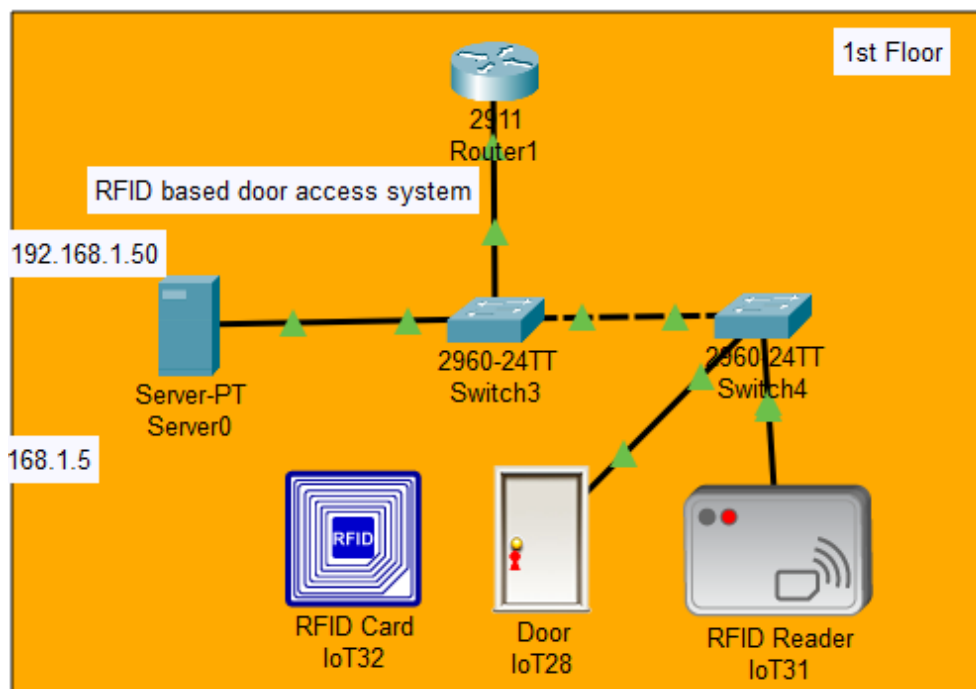 1st Floor
2911
Router1
RFID based door access system
192.168.1.50
2960-24TT
Switch3
2960-24TT
Switch4
Server-PT
Server0
168.1.5
RFID
RFID Card
IoT32
Door
IoT28
RFID Reader
IoT31